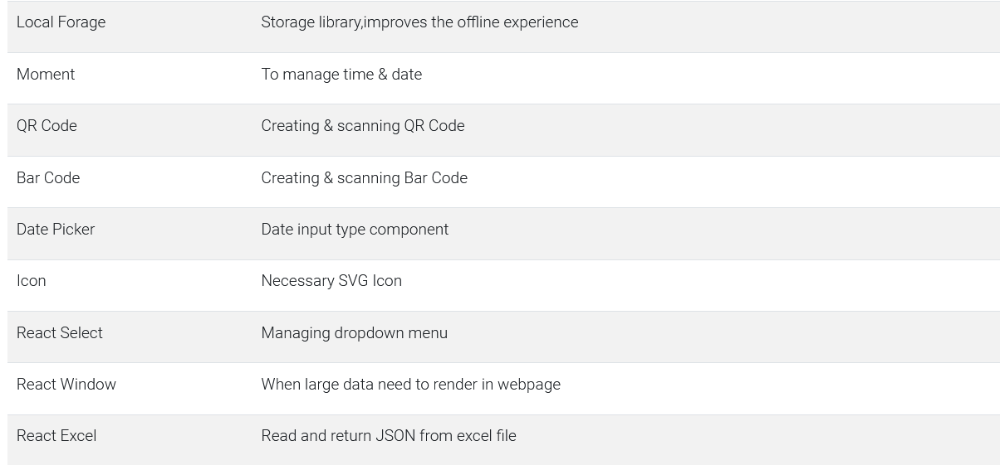 Local Forage Storage library,improves the offline experience
Moment To manage time & date
QR Code Creating & scanning QR Code
Bar Code Creating & scanning Bar Code
Date Picker Date input type component
Icon Necessary SVG Icon
React Select Managing dropdown menu
React Window When large data need to render in webpage
React Excel Read and return JSON from excel file